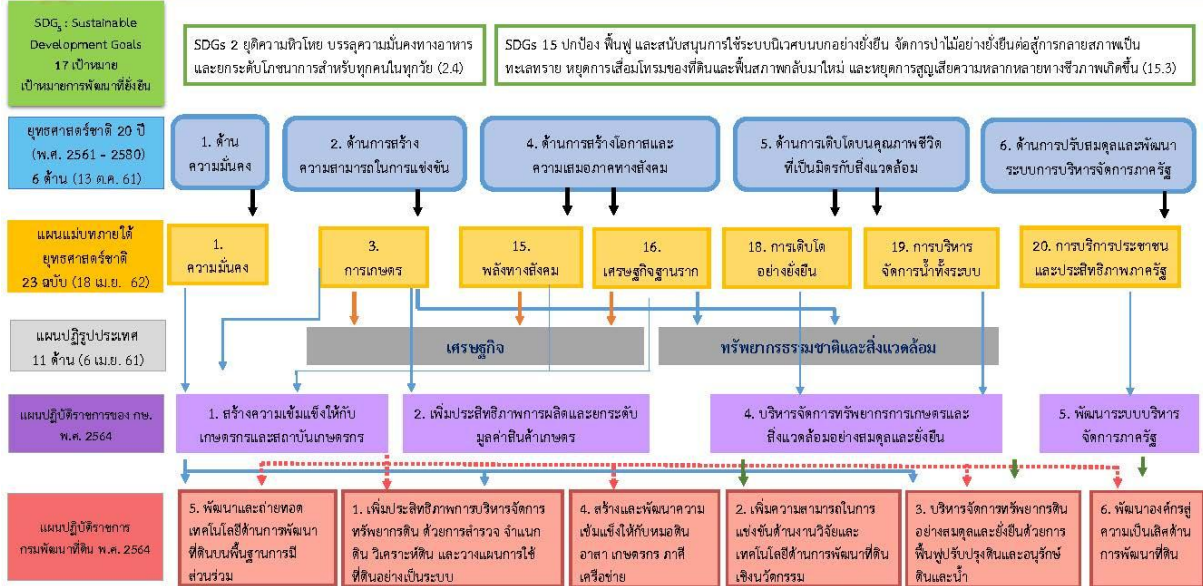 SDGs : Sustainable
Development Goals
17 เป้าหมาย
เป้าหมายการพัฒนาที่ยั่งยืน
SDGs 2 ยุติความหิวโหย บรรลุความมั่นคงทางอาหาร
และยกระดับโภชนาการสำหรับทุกคนในทุกวัย (2.4)
SDGs 15 ปกป้อง ฟื้นฟู และสนับสนุนการใช้ระบบนิเวศบนบกอย่างยั่งยืน จัดการป่าไม้อย่างยั่งยืนต่อสู้การกลายสภาพเป็น
ทะเลทราย หยุดการเสื่อมโทรมของที่ดินและฟื้นสภาพกลับมาใหม่ และหยุดการสูญเสียความหลากหลายทางชีวภาพเกิดขึ้น (15.3)
ยุทธศาสตร์ชาติ 20 ปี
(พ.ศ. 2561 - 2580)
6 ด้าน (13 ต.ค. 61)
1. ด้าน
ความมั่นคง
2. ด้านการสร้าง
ความสามารถในการแข่งขัน
4. ด้านการสร้างโอกาสและ
ความเสมอภาคทางสังคม
5. ด้านการเติบโตบนคุณภาพชีวิต
ที่เป็นมิตรกับสิ่งแวดล้อม
6. ด้านการปรับสมดุลและพัฒนา
ระบบการบริหารจัดการภาครัฐ
แผนแม่บทภายใต้
ยุทธศาสตร์ชาติ
23 ฉบับ (18 เม.ย. 62)
1.
ความมั่นคง
3.
การเกษตร
15.
พลังทางสังคม
16.
เศรษฐกิจฐานราก
18. การเติบโต
อย่างยั่งยืน
19. การบริหาร
จัดการน้ำทั้งระบบ
20. การบริการประชาชน
และประสิทธิภาพภาครัฐ
แผนปฏิรูปประเทศ
11 ด้าน (6 เม.ย. 61)
เศรษฐกิจ
ทรัพยากรธรรมชาติและสิ่งแวดล้อม
แผนปฏิบัติราชการของ กษ.
พ.ศ. 2564
1. สร้างความเข้มแข็งให้กับ
เกษตรกรและสถาบันเกษตรกร
2. เพิ่มประสิทธิภาพการผลิตและยกระดับ
มูลค่าสินค้าเกษตร
4. บริหารจัดการทรัพยากรการเกษตรและ
สิ่งแวดล้อมอย่างสมดุลและยั่งยืน
5. พัฒนาระบบบริหาร
จัดการภาครัฐ
แผนปฏิบัติราชการ
กรมพัฒนาที่ดิน พ.ศ. 2564
5. พัฒนาและถ่ายทอด
เทคโนโลยีด้านการพัฒนา
ที่ดินบนพื้นฐานการมี
ส่วนร่วม
1. เพิ่มประสิทธิภาพการบริหารจัดการ
ทรัพยากรดิน ด้วยการสำรวจ จำแนก
ดิน วิเคราะห์ดิน และวางแผนการใช้
ที่ดินอย่างเป็นระบบ
4. สร้างและพัฒนาความ
เข้มแข็งให้กับหมอดิน
อาสา เกษตรกร ภาคี
เครือข่าย
2. เพิ่มความสามารถในการ
แข่งขันด้านงานวิจัยและ
เทคโนโลยีด้านการพัฒนาที่ดิน
เชิงนวัตกรรม
3. บริหารจัดการทรัพยากรดิน
อย่างสมดุลและยั่งยืนด้วยการ
ฟื้นฟูปรับปรุงดินและอนุรักษ์
ดินและน้ำ
6. พัฒนาองค์กรสู่
ความเป็นเลิศด้าน
การพัฒนาที่ดิน